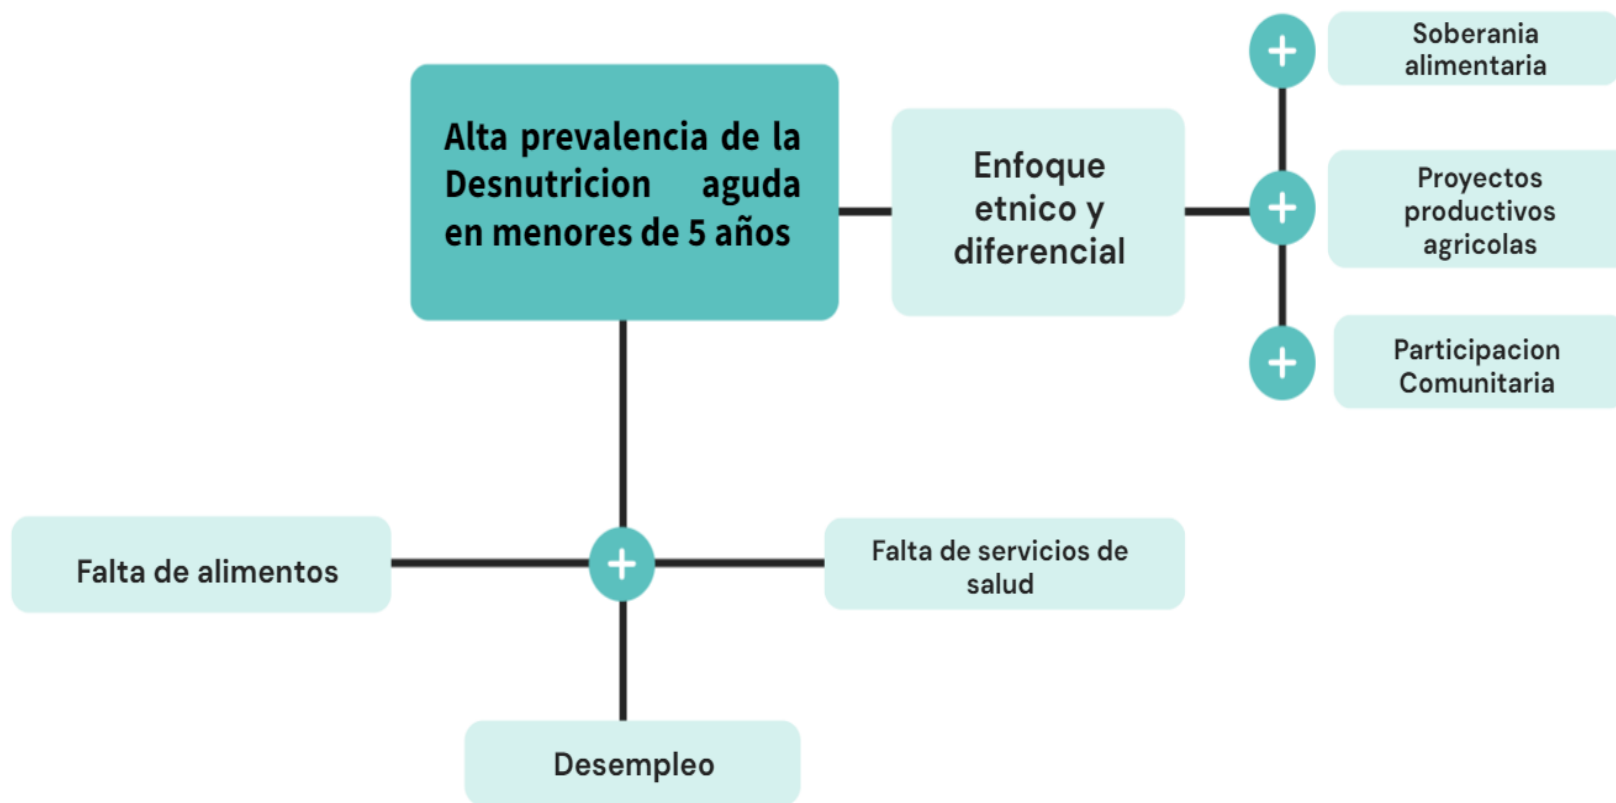 Alta prevalencia de la
Desnutricion aguda
en menores de 5 años
Enfoque
etnico y
diferencial
Soberania
alimentaria
Proyectos
productivos
agricolas
Participacion
Comunitaria
Falta de alimentos
Falta de servicios de
salud
Desempleo